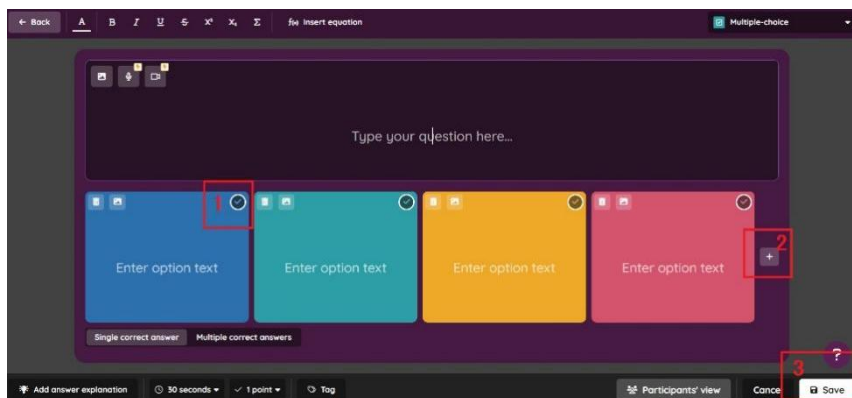 ← Back A B I U S X² X₂ Σ f(x) Insert equation Multiple-choice
Type your question here...
1
2
Enter option text Enter option text Enter option text Enter option text +
Single correct answer Multiple correct answers
?
3
Add answer explanation 30 seconds 1 point Tag Participants' view Cance Save